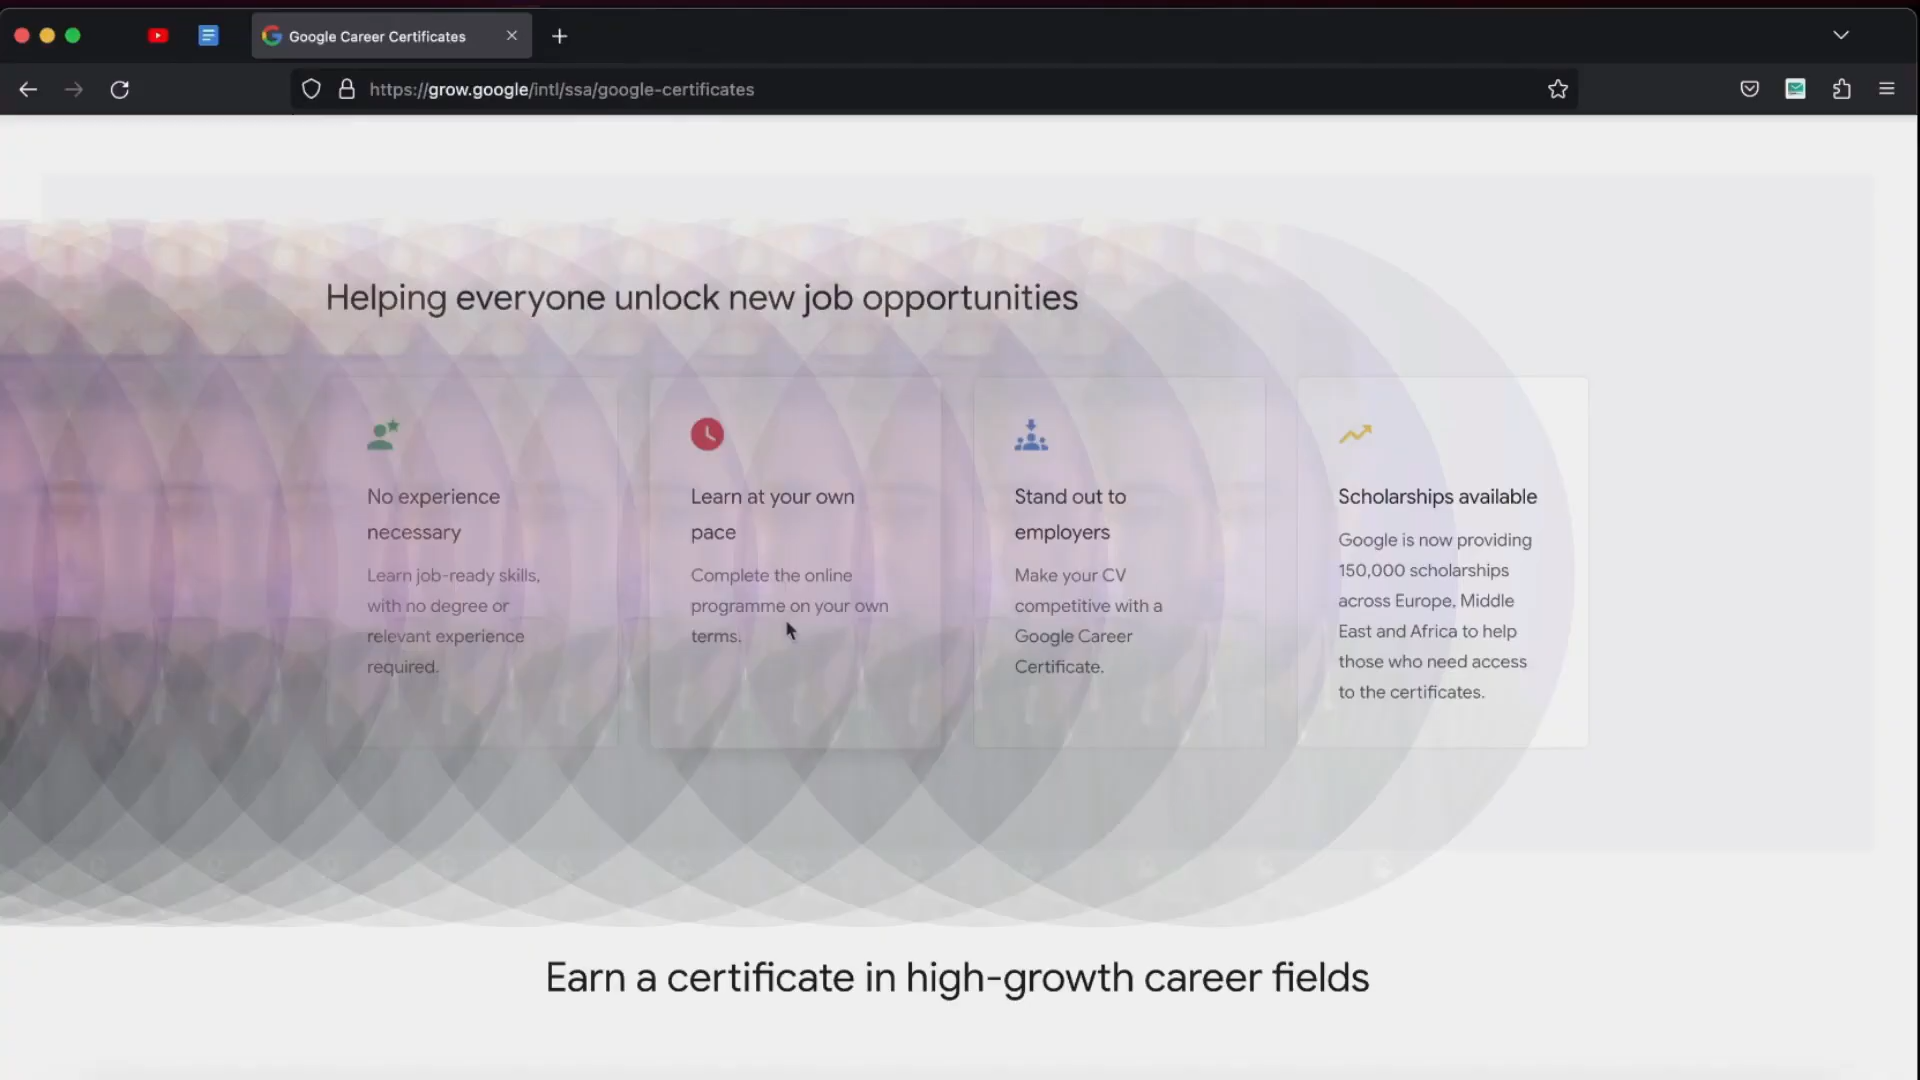 Google Career Certificates
https://grow.google/intl/ssa/google-certificates
Helping everyone unlock new job opportunities
No experience
necessary
Learn job-ready skills,
with no degree or
relevant experience
required.
Learn at your own
pace
Complete the online
programme on your own
terms.
Stand out to
employers
Make your CV
competitive with a
Google Career
Certificate.
Scholarships available
Google is now providing
150,000 scholarships
across Europe, Middle
East and Africa to help
those who need access
to the certificates.
Earn a certificate in high-growth career fields